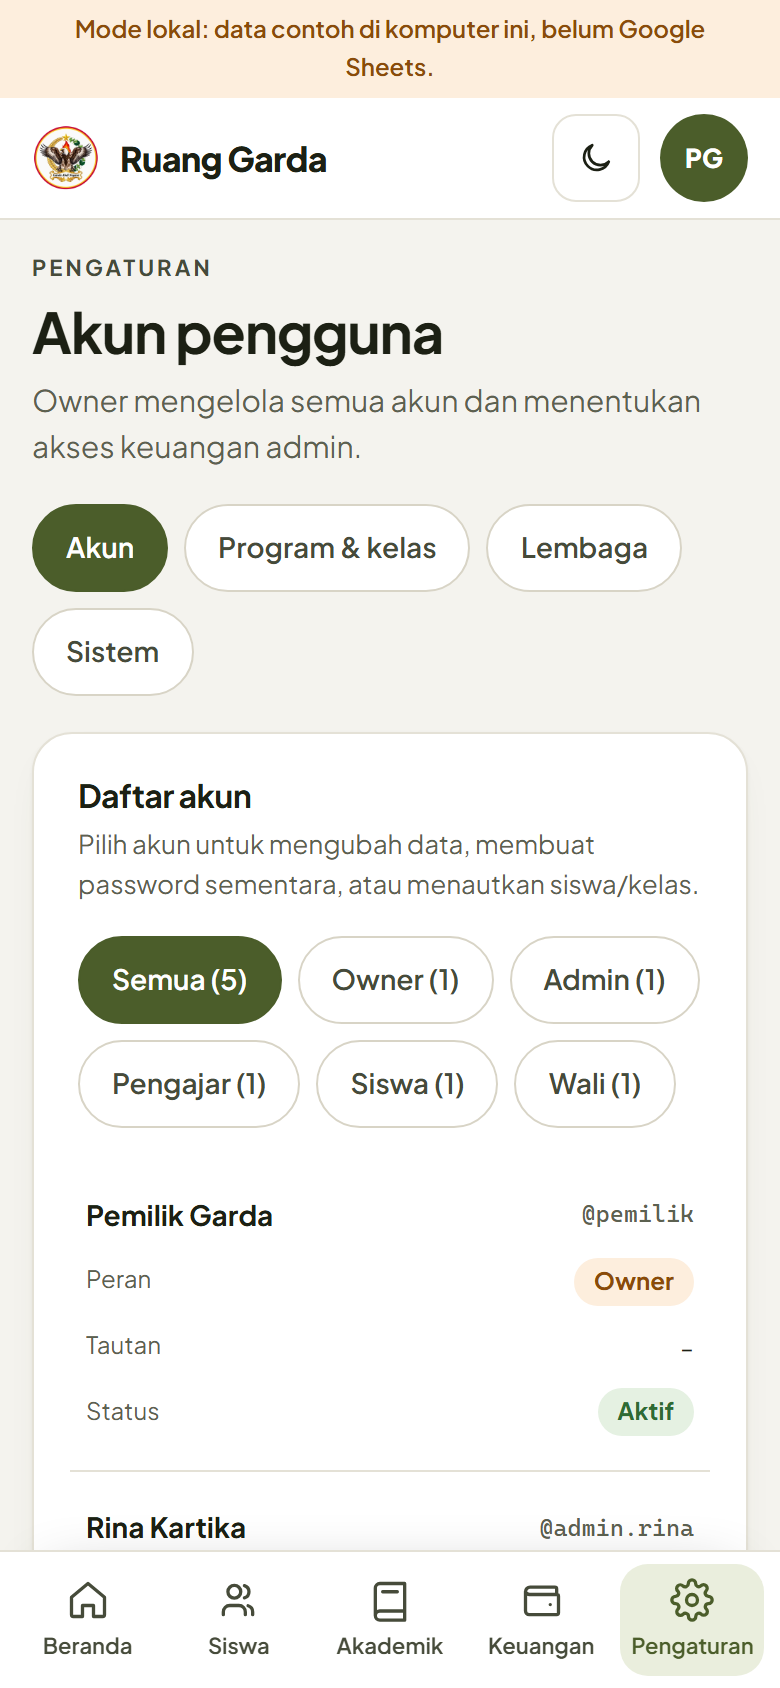 Mode lokal: data contoh di komputer ini, belum Google
Sheets.
Ruang Garda
PG
PENGATURAN
Akun pengguna
Owner mengelola semua akun dan menentukan
akses keuangan admin.
Akun
Program & kelas
Lembaga
Sistem
Daftar akun
Pilih akun untuk mengubah data, membuat
password sementara, atau menautkan siswa/kelas.
Semua (5)
Owner (1)
Admin (1)
Pengajar (1)
Siswa (1)
Wali (1)
Pemilik Garda
@pemilik
Peran
Owner
Tautan
–
Status
Aktif
Rina Kartika
@admin.rina
Beranda
Siswa
Akademik
Keuangan
Pengaturan